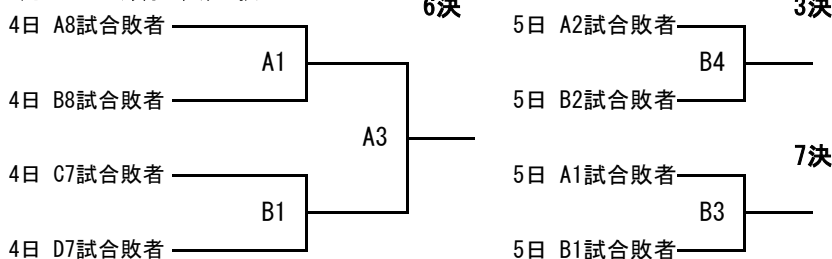 6決
3決
4日 A8試合敗者
A1
4日 B8試合敗者
A3
4日 C7試合敗者
B1
4日 D7試合敗者
5日 A2試合敗者
B4
5日 B2試合敗者
7決
5日 A1試合敗者
B3
5日 B1試合敗者